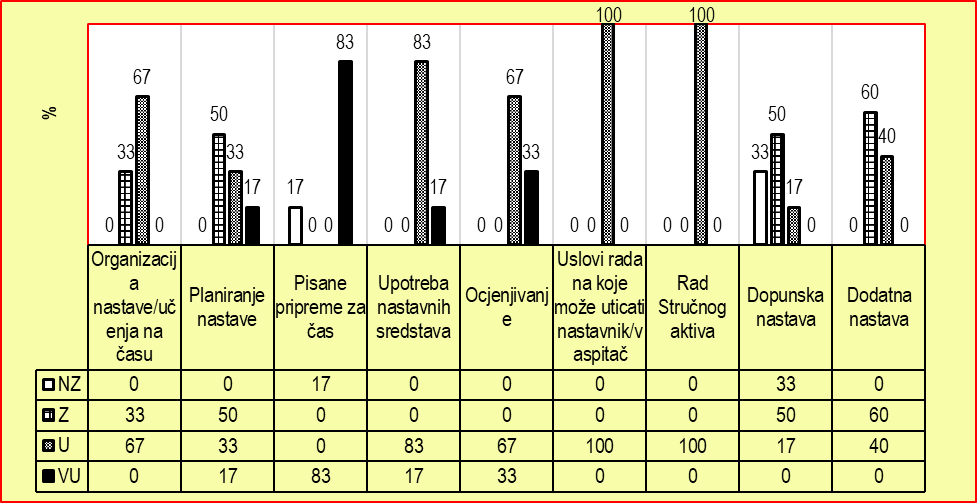 100 100
83 83
67 67
60
50 50
40
33 33 33 33
17 17 17 17
0 0 0 0 0 0 0 0 0 0 0 0 0 0 0 0 0 0 0
%
Organizacij
a
nastave/uč
enja na
času
Planiranje
nastave
Pisane
pripreme za
čas
Upotreba
nastavnih
sredstava
Ocjenjivanj
e
Uslovi rada
na koje
može uticati
nastavnik/v
aspitač
Rad
Stručnog
aktiva
Dopunska
nastava
Dodatna
nastava
NZ 0 0 17 0 0 0 0 33 0
Z 33 50 0 0 0 0 0 50 60
U 67 33 0 83 67 100 100 17 40
VU 0 17 83 17 33 0 0 0 0